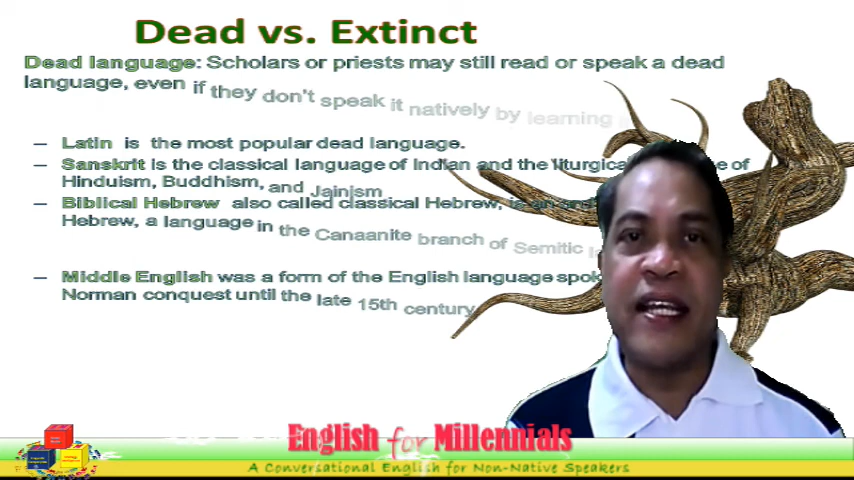 Dead vs. Extinct
Dead language: Scholars or priests may still read or speak a dead
language, even if they don't speak it natively by learning
— Latin is the most popular dead language.
— Sanskrit is the classical language of Indian and the liturgical of
Hinduism, Buddhism, and Jainism
— Biblical Hebrew also called classical Hebrew, is an
Hebrew, a language in the Canaanite branch of Semitic
— Middle English was a form of the English language
Norman conquest until the late 15th century
English for Millennials
A Conversational English for Non-Native Speakers